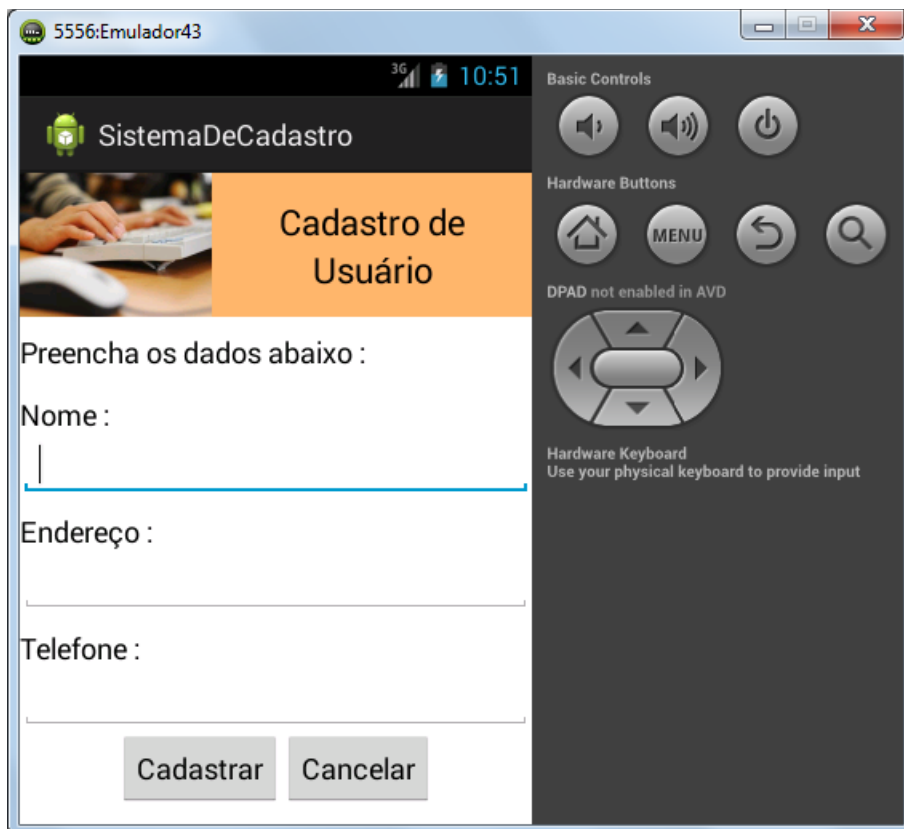 5556:Emulador43
3G 10:51
SistemaDeCadastro
Cadastro de
Usuário
Preencha os dados abaixo :
Nome :
Endereço :
Telefone :
Cadastrar Cancelar
Basic Controls
Hardware Buttons
MENU
DPAD not enabled in AVD
Hardware Keyboard
Use your physical keyboard to provide input